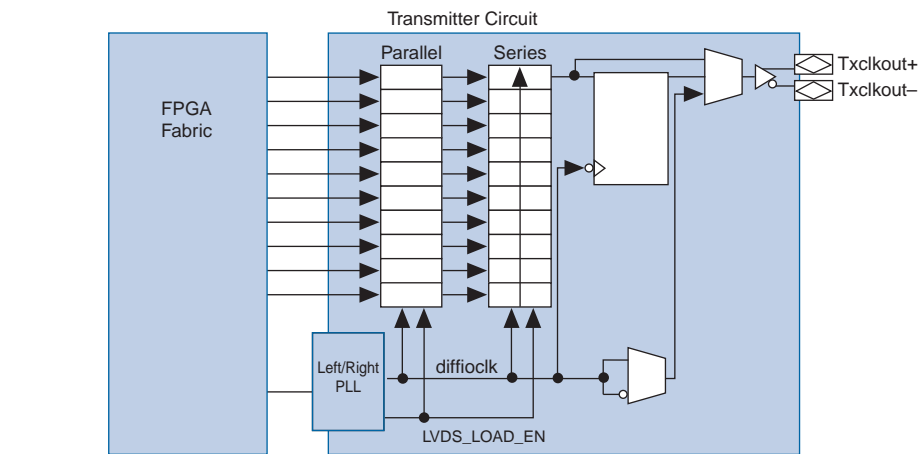 Transmitter Circuit
Parallel
Series
FPGA
Fabric
Txclkout+
Txclkout–
Left/Right
PLL
diffioclk
LVDS_LOAD_EN